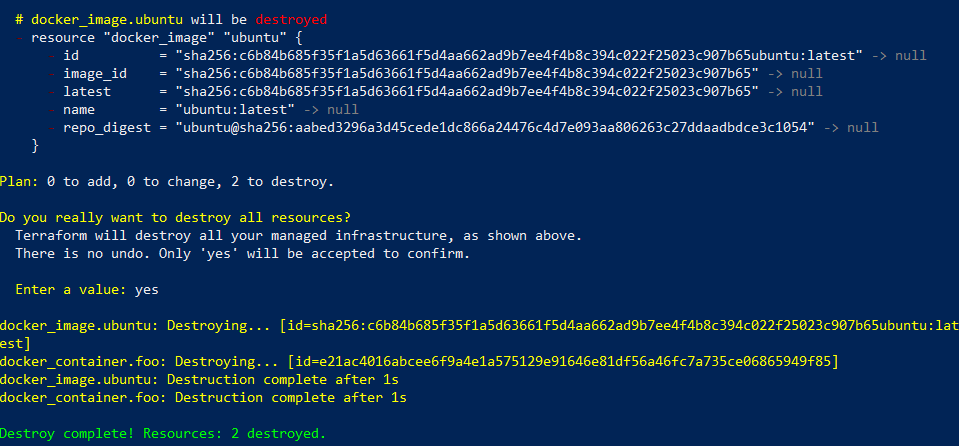 # docker_image.ubuntu will be destroyed
- resource "docker_image" "ubuntu" {
- id = "sha256:c6b84b685f35f1a5d63661f5d4aa662ad9b7ee4f4b8c394c022f25023c907b65ubuntu:latest" -> null
- image_id = "sha256:c6b84b685f35f1a5d63661f5d4aa662ad9b7ee4f4b8c394c022f25023c907b65" -> null
- latest = "sha256:c6b84b685f35f1a5d63661f5d4aa662ad9b7ee4f4b8c394c022f25023c907b65" -> null
- name = "ubuntu:latest" -> null
- repo_digest = "ubuntu@sha256:aabed3296a3d45cede1dc866a24476c4d7e093aa806263c27ddaadbdce3c1054" -> null
}
Plan: 0 to add, 0 to change, 2 to destroy.
Do you really want to destroy all resources?
Terraform will destroy all your managed infrastructure, as shown above.
There is no undo. Only 'yes' will be accepted to confirm.
Enter a value: yes
docker_image.ubuntu: Destroying... [id=sha256:c6b84b685f35f1a5d63661f5d4aa662ad9b7ee4f4b8c394c022f25023c907b65ubuntu:lat
est]
docker_container.foo: Destroying... [id=e21ac4016abcee6f9a4e1a575129e91646e81df56a46fc7a735ce06865949f85]
docker_image.ubuntu: Destruction complete after 1s
docker_container.foo: Destruction complete after 1s
Destroy complete! Resources: 2 destroyed.